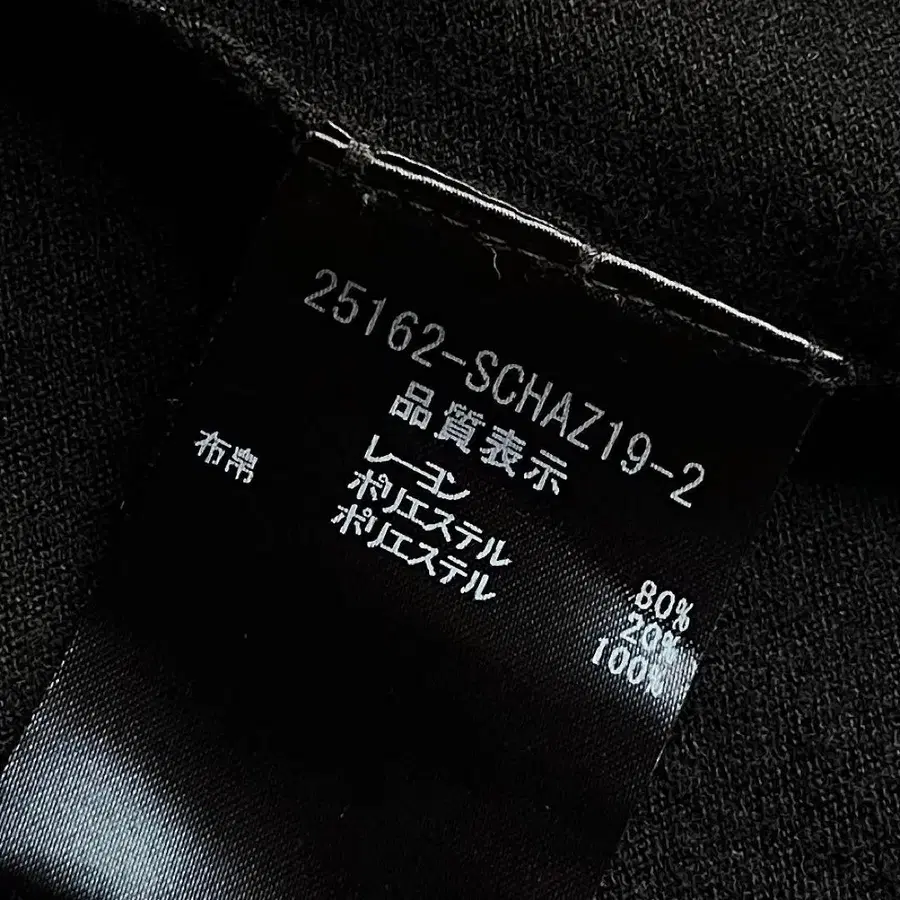 25162-SCHAZ19-2
品質表示
レーヨン 80%
ポリエステル 20%
布帛 ポリエステル 100%